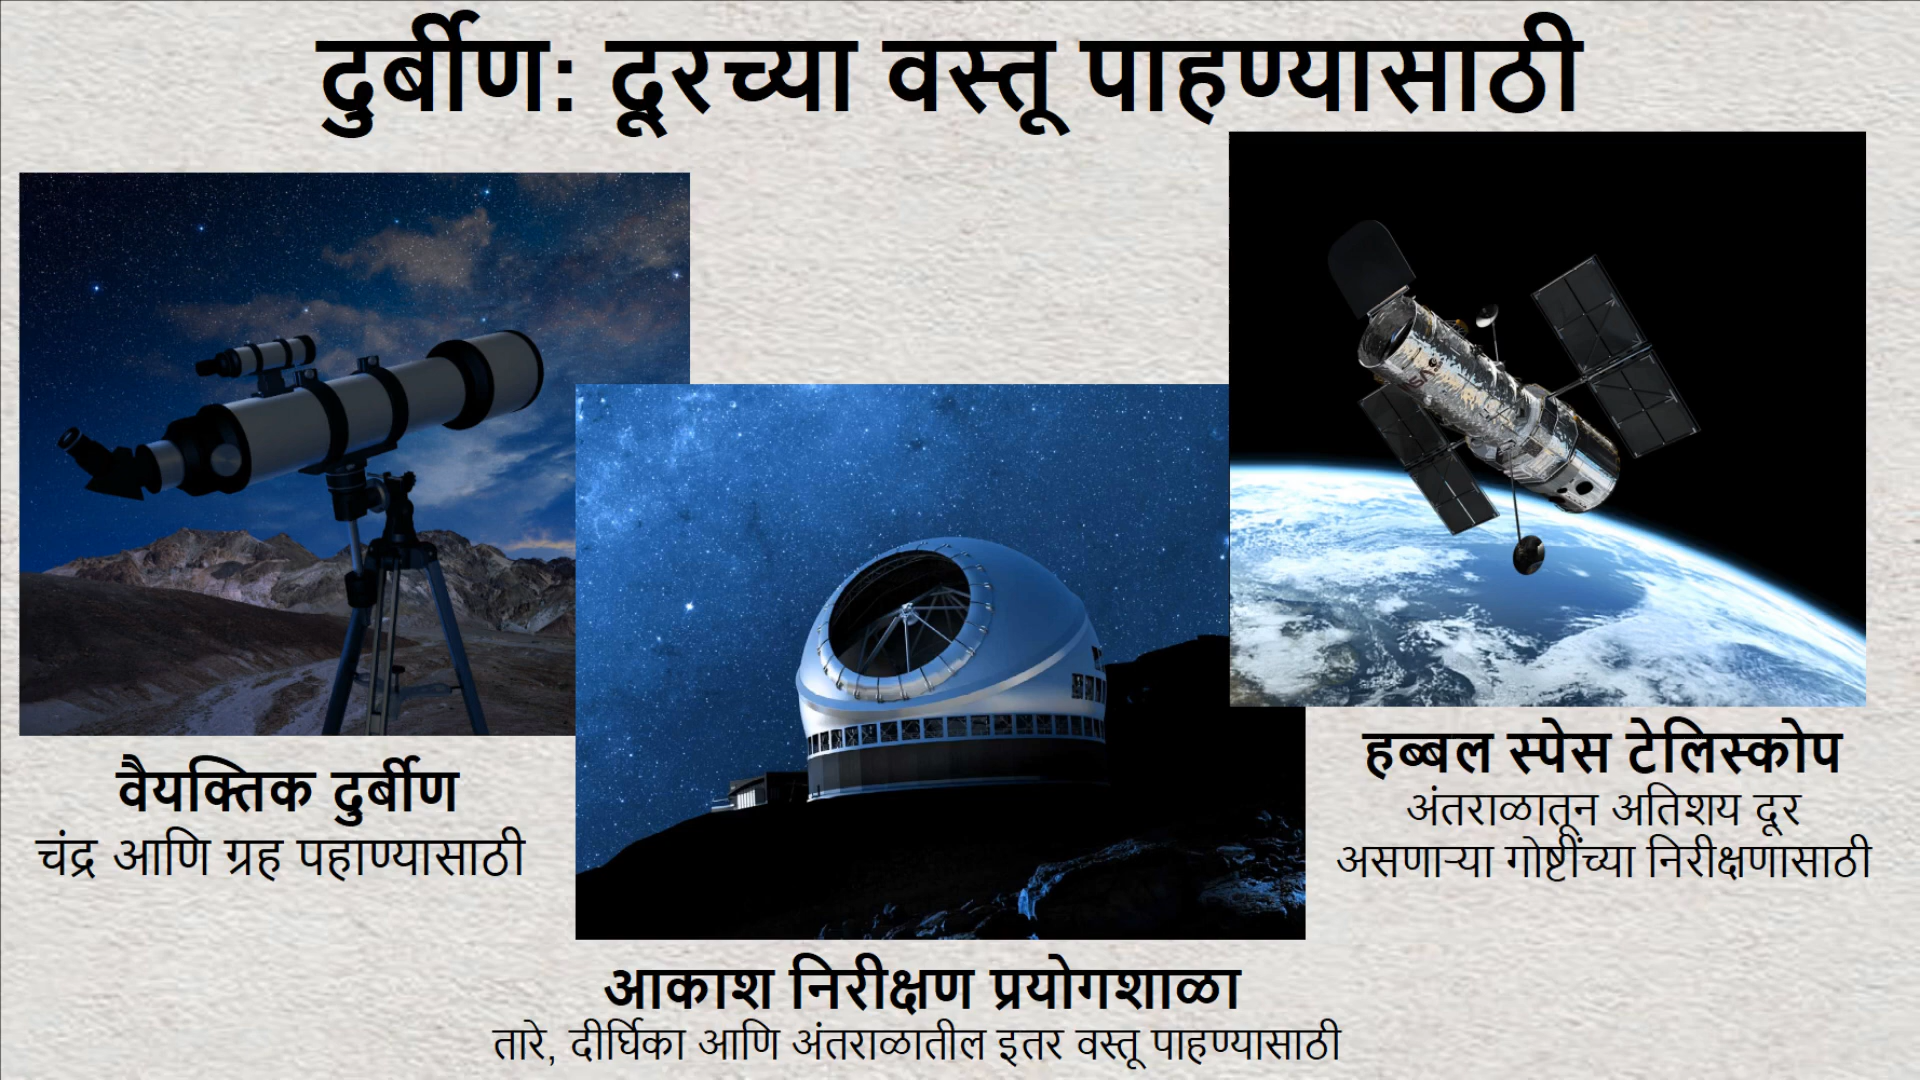 दुर्बीण: दूरच्या वस्तू पाहण्यासाठी
वैयक्तिक दुर्बीण
चंद्र आणि ग्रह पहाण्यासाठी
आकाश निरीक्षण प्रयोगशाळा
तारे, दीर्घिका आणि अंतराळातील इतर वस्तू पाहण्यासाठी
हब्बल स्पेस टेलिस्कोप
अंतराळातून अतिशय दूर
असणाऱ्या गोष्टींच्या निरीक्षणासाठी